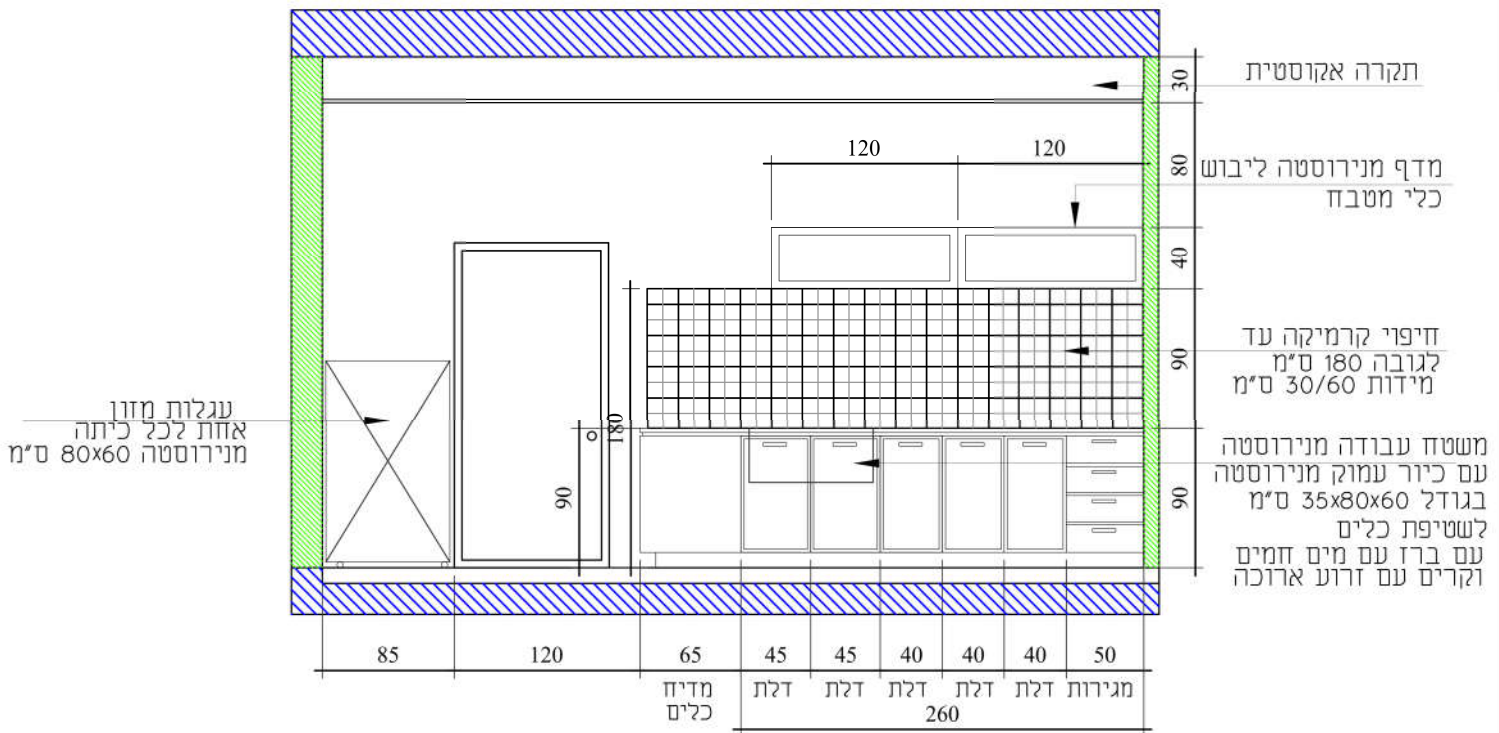 תקרה אקוסטית
30
120
120
80
מדף מנירוסטה ליבוש
כלי מטבח
40
חיפוי קרמיקה עד
לגובה 180 ס"מ
מידות 30/60 ס"מ
90
עגלות מזון
אחת לכל כיתה
מנירוסטה 80x60 ס"מ
180
90
90
משטח עבודה מנירוסטה
עם כיור עמוק מנירוסטה
בגודל 35x80x60 ס"מ
לשטיפת כלים
עם ברז עם מים חמים
וקרים עם זרוע ארוכה
85
120
65
45
45
40
40
40
50
מדיח
כלים
דלת
דלת
דלת
דלת
דלת
מגירות
260